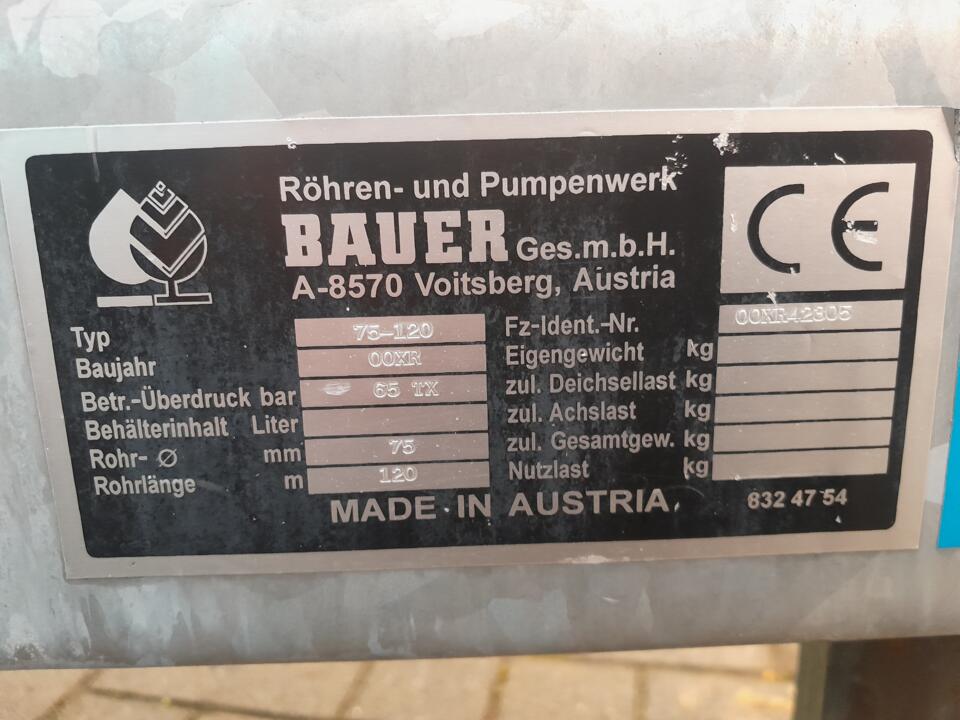 Röhren- und Pumpenwerk
BAUER Ges.m.b.H.
A-8570 Voitsberg, Austria
CE
Typ 75-120
Baujahr 00XR
Betr.-Überdruck bar 65 TX
Behälterinhalt Liter
Rohr- ∅ mm 75
Rohrlänge m 120
Fz-Ident.-Nr. 00XR42805
Eigengewicht kg
zul. Deichsellast kg
zul. Achslast kg
zul. Gesamtgew. kg
Nutzlast kg
MADE IN AUSTRIA
832 47 54